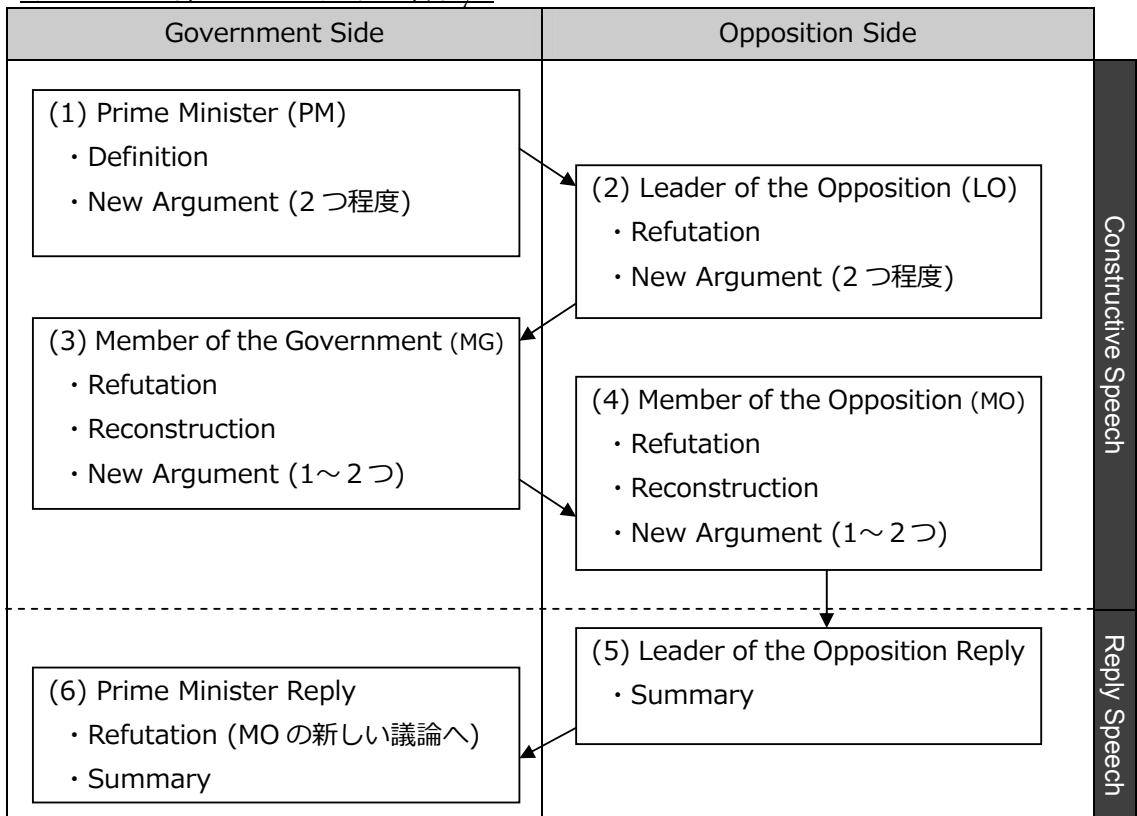 Government Side
Opposition Side
(1) Prime Minister (PM)
・Definition
・New Argument (2つ程度)
(2) Leader of the Opposition (LO)
・Refutation
・New Argument (2つ程度)
(3) Member of the Government (MG)
・Refutation
・Reconstruction
・New Argument (1～2つ)
(4) Member of the Opposition (MO)
・Refutation
・Reconstruction
・New Argument (1～2つ)
(5) Leader of the Opposition Reply
・Summary
(6) Prime Minister Reply
・Refutation (MOの新しい議論へ)
・Summary
Constructive Speech
Reply Speech